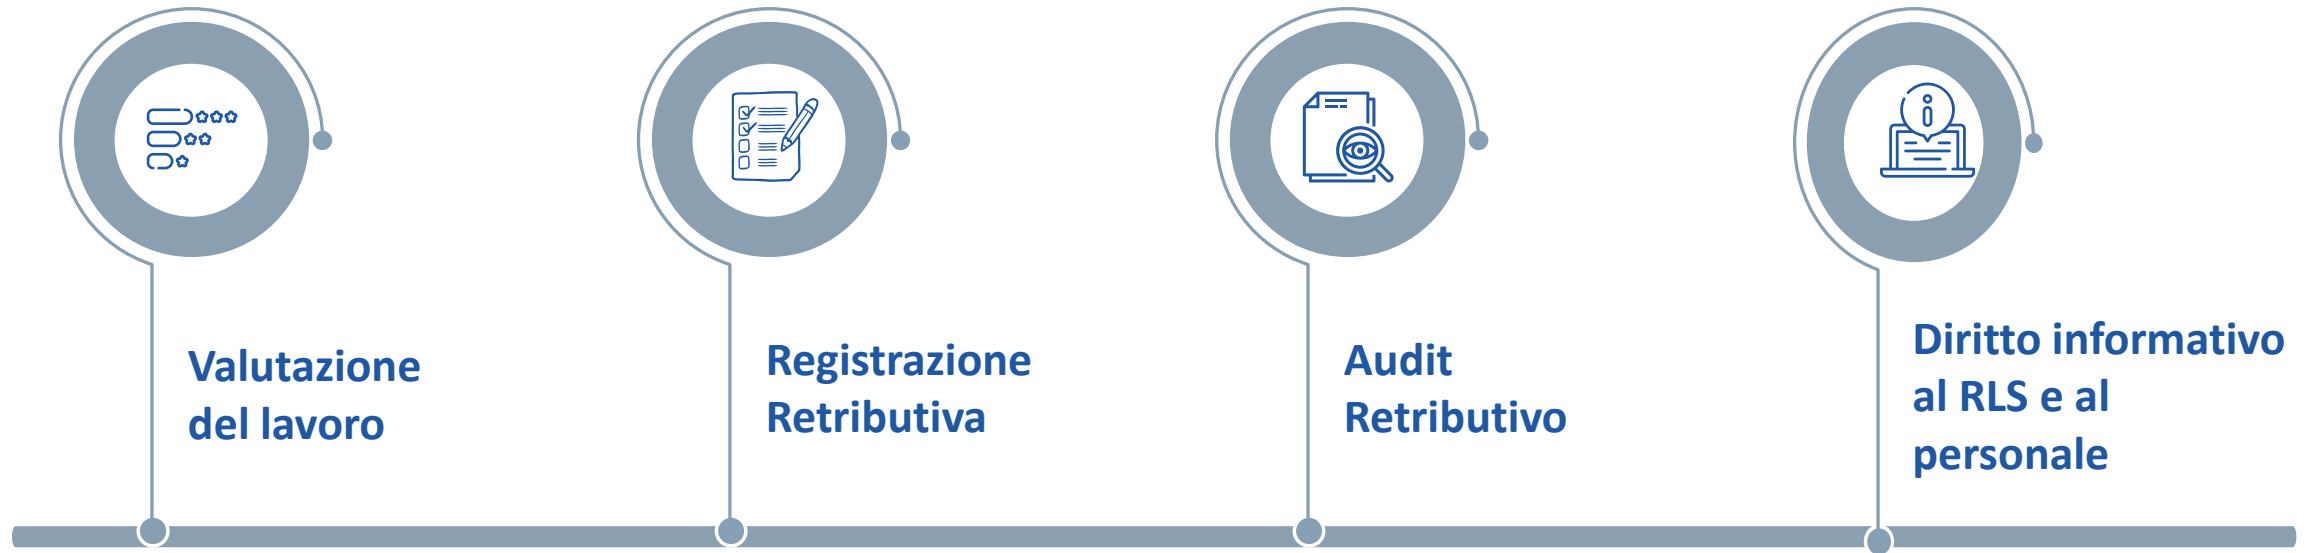 Valutazione
del lavoro
Registrazione
Retributiva
Audit
Retributivo
Diritto informativo
al RLS e al
personale